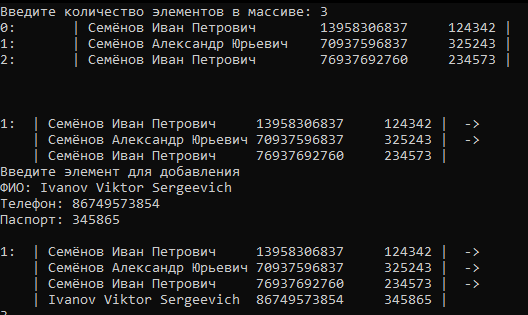 Введите количество элементов в массиве: 3
0: | Семёнов Иван Петрович 13958306837 124342 |
1: | Семёнов Александр Юрьевич 70937596837 325243 |
2: | Семёнов Иван Петрович 76937692760 234573 |
1: | Семёнов Иван Петрович 13958306837 124342 | ->
| Семёнов Александр Юрьевич 70937596837 325243 | ->
| Семёнов Иван Петрович 76937692760 234573 |
Введите элемент для добавления
ФИО: Ivanov Viktor Sergeevich
Телефон: 86749573854
Паспорт: 345865
1: | Семёнов Иван Петрович 13958306837 124342 | ->
| Семёнов Александр Юрьевич 70937596837 325243 | ->
| Семёнов Иван Петрович 76937692760 234573 | ->
| Ivanov Viktor Sergeevich 86749573854 345865 |